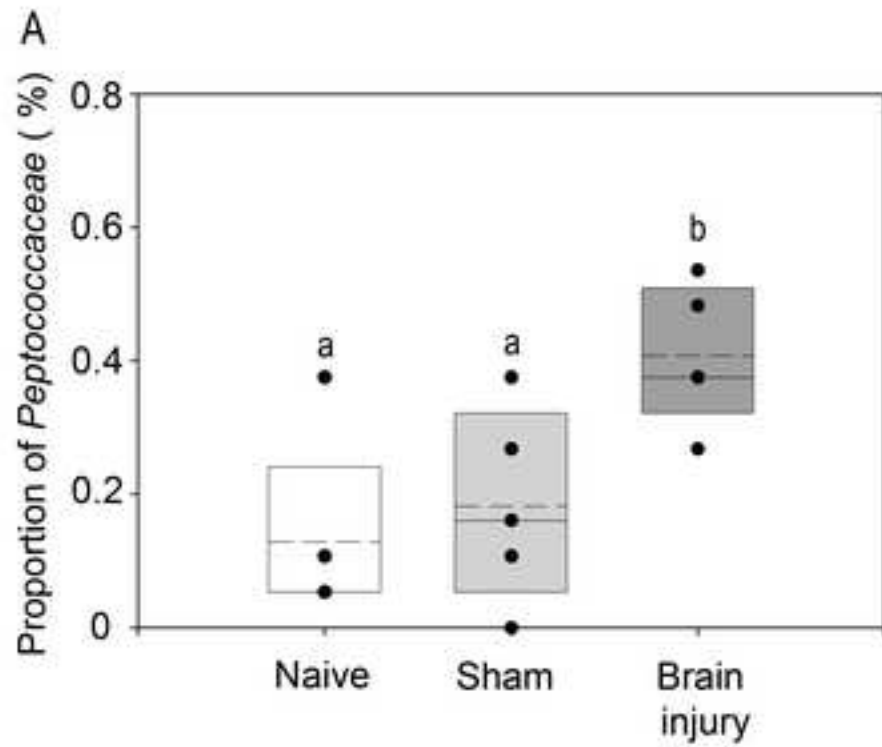 A
Proportion of Peptococcaceae ( %)
0.8
0.6
0.4
0.2
0
a
a
b
Naive
Sham
Brain
injury